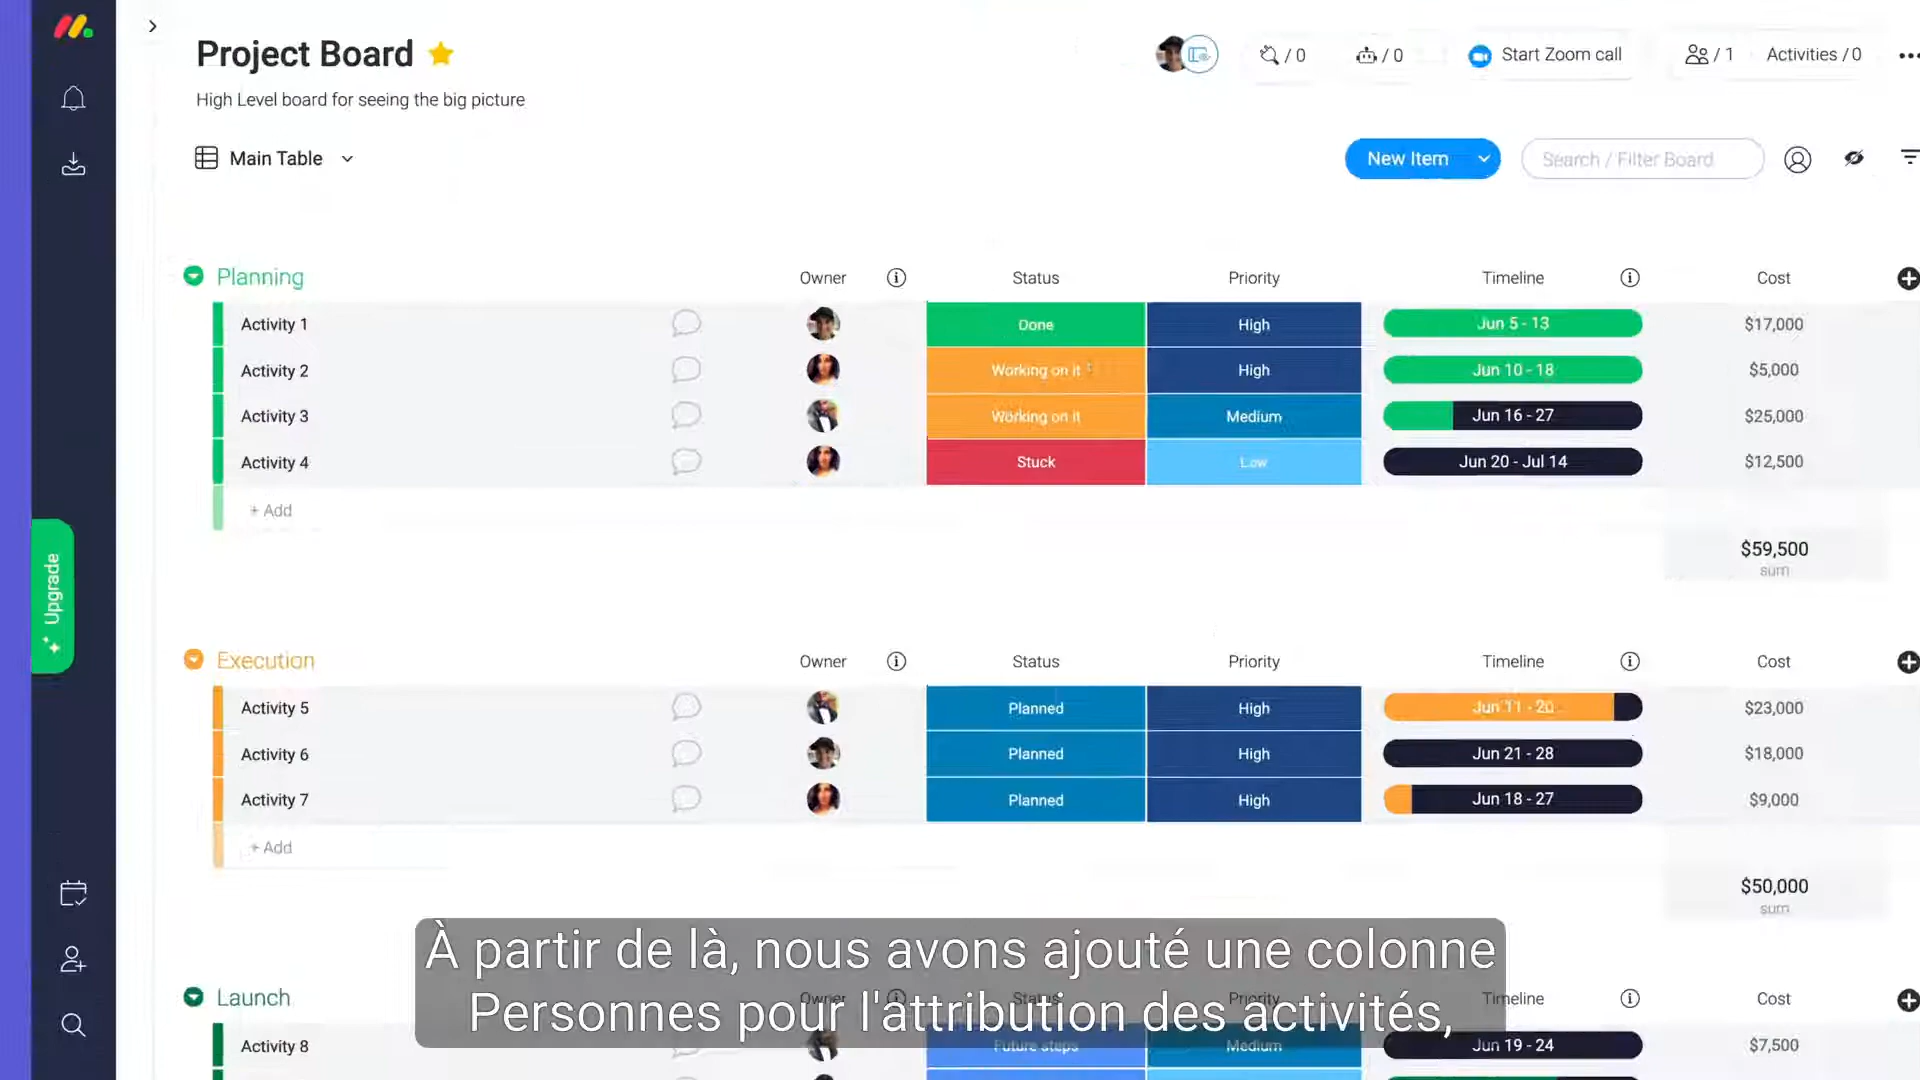 Project Board
/ 0
/ 0
Start Zoom call
/ 1
Activities / 0
High Level board for seeing the big picture
Main Table
New Item
Search / Filter Board
Planning
Owner
Status
Priority
Timeline
Cost
Activity 1
Done
High
Jun 5 - 13
$17,000
Activity 2
Working on it
High
Jun 10 - 18
$5,000
Activity 3
Working on it
Medium
Jun 16 - 27
$25,000
Activity 4
Stuck
Low
Jun 20 - Jul 14
$12,500
+ Add
$59,500
sum
Upgrade
Execution
Owner
Status
Priority
Timeline
Cost
Activity 5
Planned
High
Jun 11 - 20
$23,000
Activity 6
Planned
High
Jun 21 - 28
$18,000
Activity 7
Planned
High
Jun 18 - 27
$9,000
+ Add
$50,000
sum
À partir de là, nous avons ajouté une colonne
Personnes pour l'attribution des activités,
Launch
Owner
Status
Priority
Timeline
Cost
Activity 8
Future steps
Medium
Jun 19 - 24
$7,500